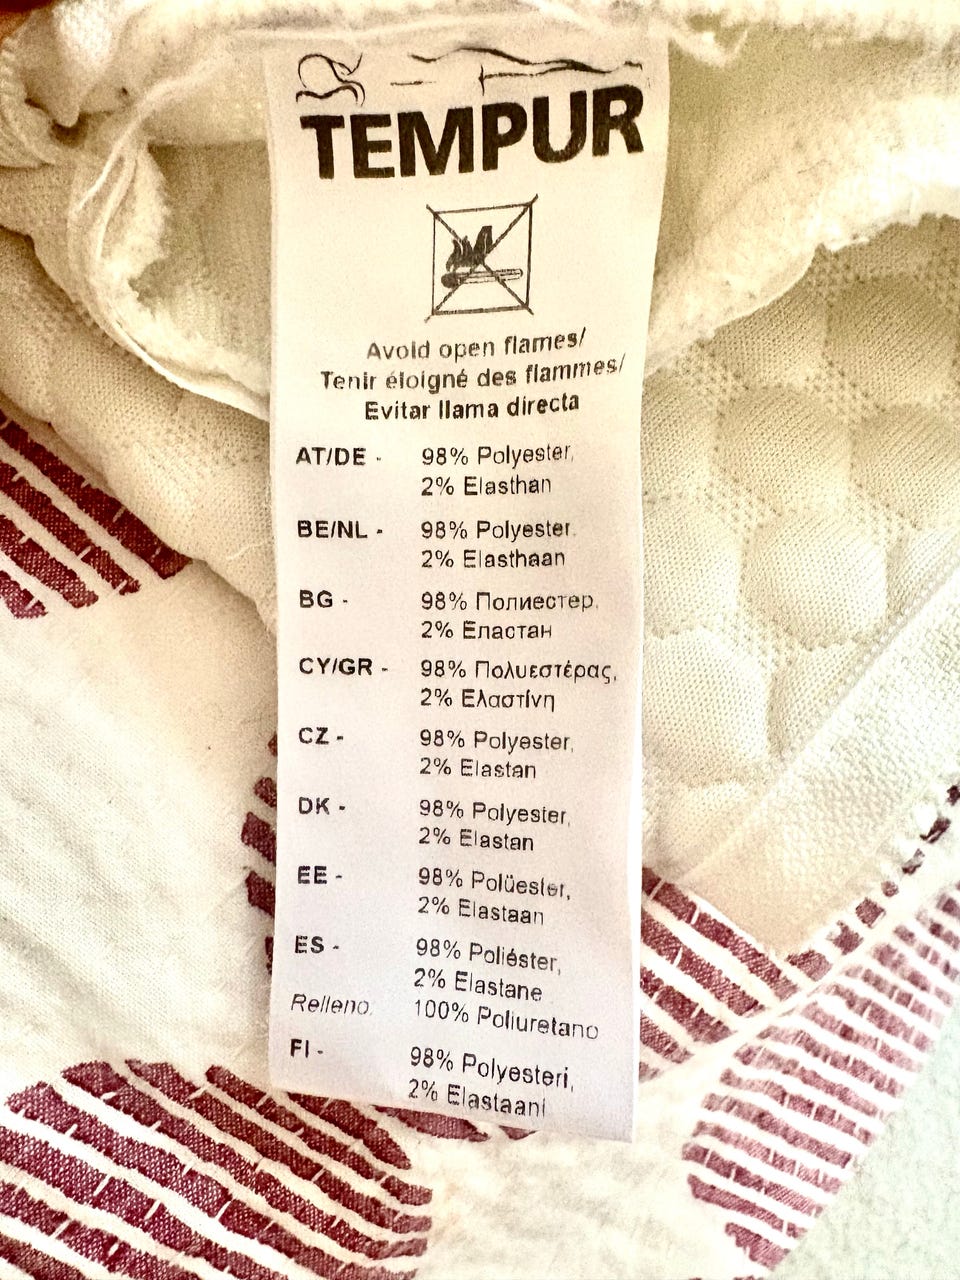 TEMPUR
Avoid open flames/
Tenir éloigné des flammes/
Evitar llama directa
AT/DE - 98% Polyester,
2% Elasthan
BE/NL - 98% Polyester,
2% Elasthaan
BG - 98% Полиестер,
2% Еластан
CY/GR - 98% Πολυεστέρας,
2% Ελαστίνη
CZ - 98% Polyester,
2% Elastan
DK - 98% Polyester,
2% Elastan
EE - 98% Polüester,
2% Elastaan
ES - 98% Poliéster,
2% Elastane
Relleno: 100% Poliuretano
FI - 98% Polyesteri,
2% Elastaani